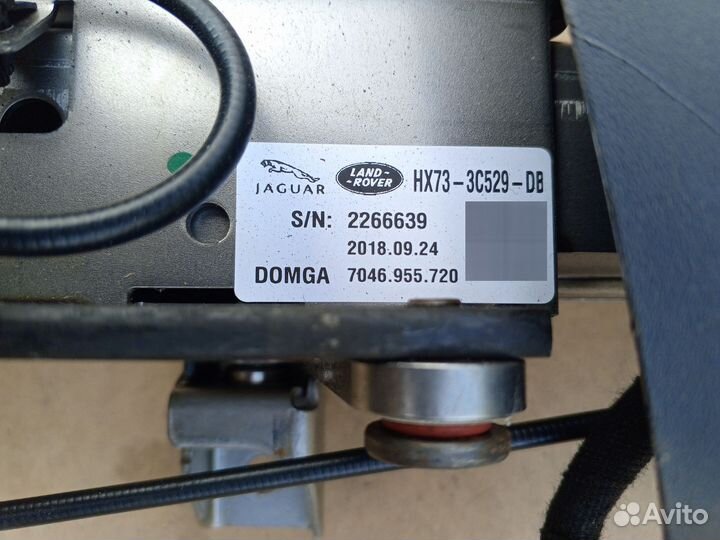 JAGUAR LAND ROVER HX73-3C529-DB
S/N: 2266639
2018.09.24
DOMGA 7046.955.720
Avito